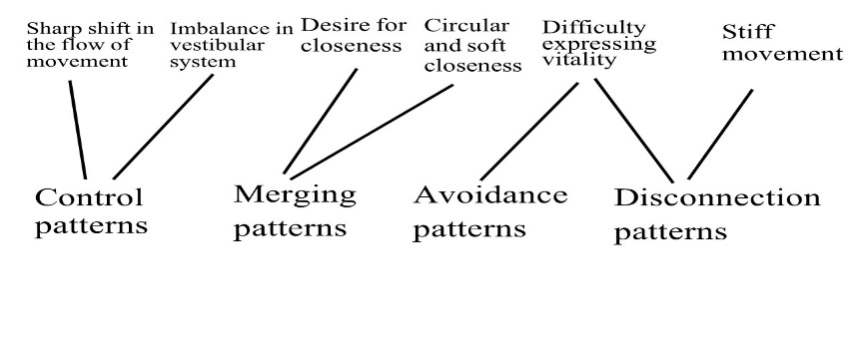 Sharp shift in
the flow of
movement
Imbalance in
vestibular
system
Desire for
closeness
Circular
and soft
closeness
Difficulty
expressing
vitality
Stiff
movement
Control
patterns
Merging
patterns
Avoidance
patterns
Disconnection
patterns